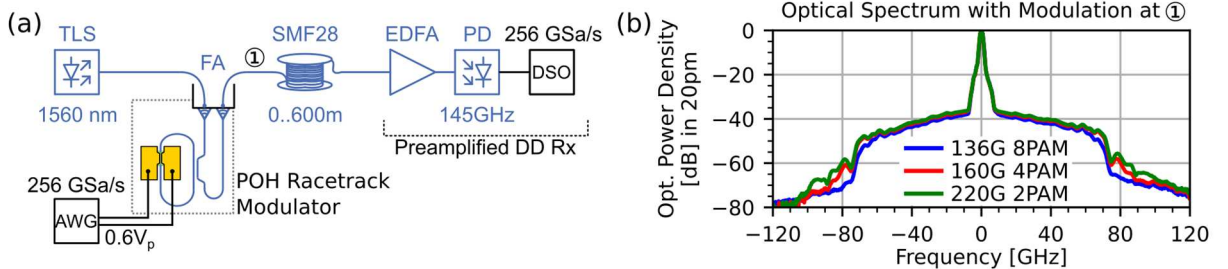 (a)
TLS
1560 nm
FA
①
SMF28
0..600m
EDFA
PD
145GHz
256 GSa/s
DSO
Preamplified DD Rx
POH Racetrack
Modulator
256 GSa/s
AWG
0.6Vp
(b)
Optical Spectrum with Modulation at ①
Opt. Power Density
[dB] in 20pm
0
−20
−40
−60
−80
136G 8PAM
160G 4PAM
220G 2PAM
−120 −80 −40 0 40 80 120
Frequency [GHz]